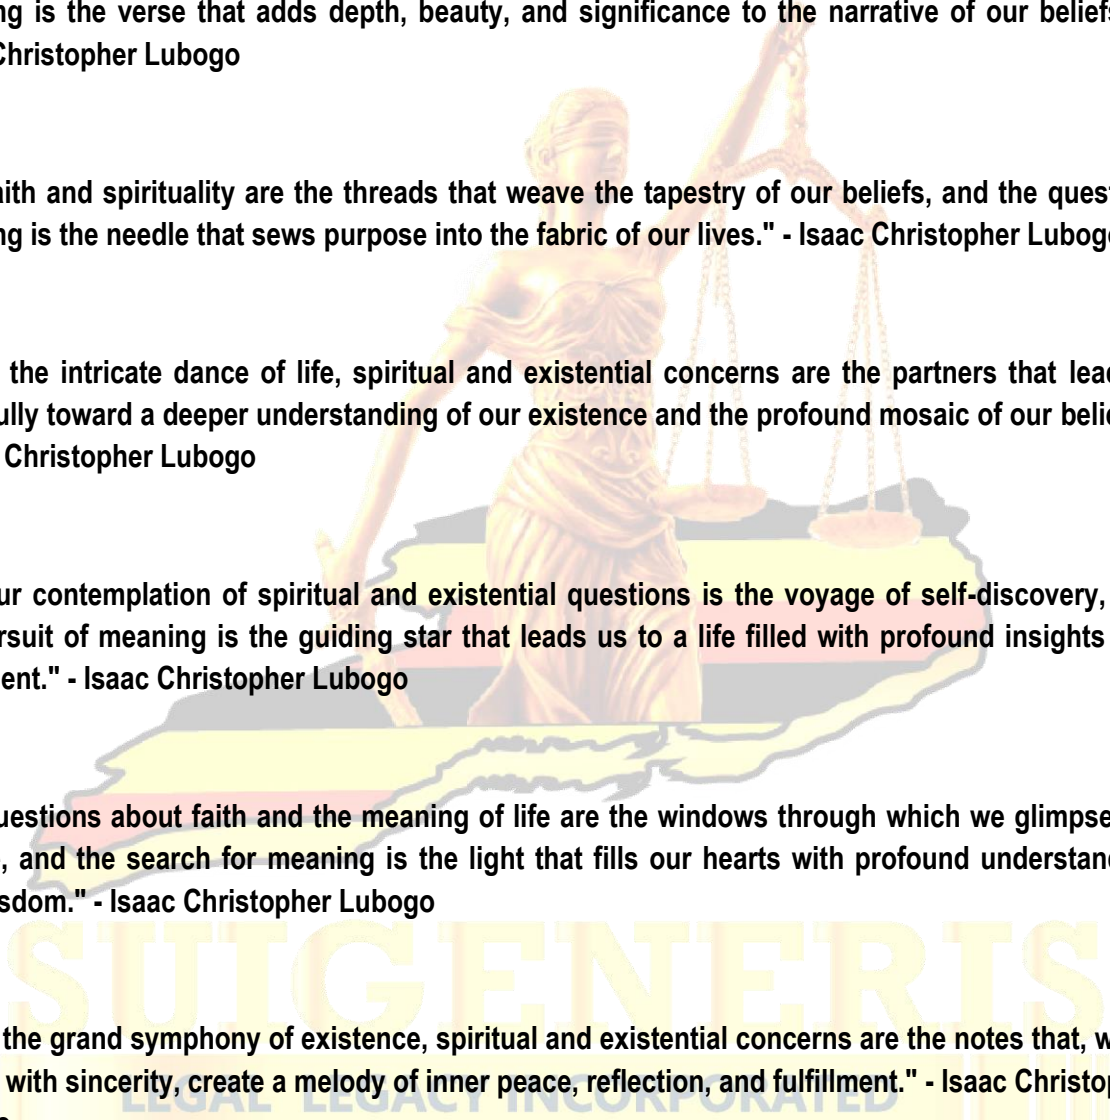 ng is the verse that adds depth, beauty, and significance to the narrative of our beliefs
Christopher Lubogo
aith and spirituality are the threads that weave the tapestry of our beliefs, and the quest
ng is the needle that sews purpose into the fabric of our lives." - Isaac Christopher Lubogo
the intricate dance of life, spiritual and existential concerns are the partners that lead
ully toward a deeper understanding of our existence and the profound mosaic of our belie
Christopher Lubogo
ur contemplation of spiritual and existential questions is the voyage of self-discovery,
rsuit of meaning is the guiding star that leads us to a life filled with profound insights
ent." - Isaac Christopher Lubogo
uestions about faith and the meaning of life are the windows through which we glimpse
, and the search for meaning is the light that fills our hearts with profound understand
sdom." - Isaac Christopher Lubogo
SUIGENERIS
the grand symphony of existence, spiritual and existential concerns are the notes that, w
with sincerity, create a melody of inner peace, reflection, and fulfillment." - Isaac Christop
LEGAL LEGACY INCORPORATED